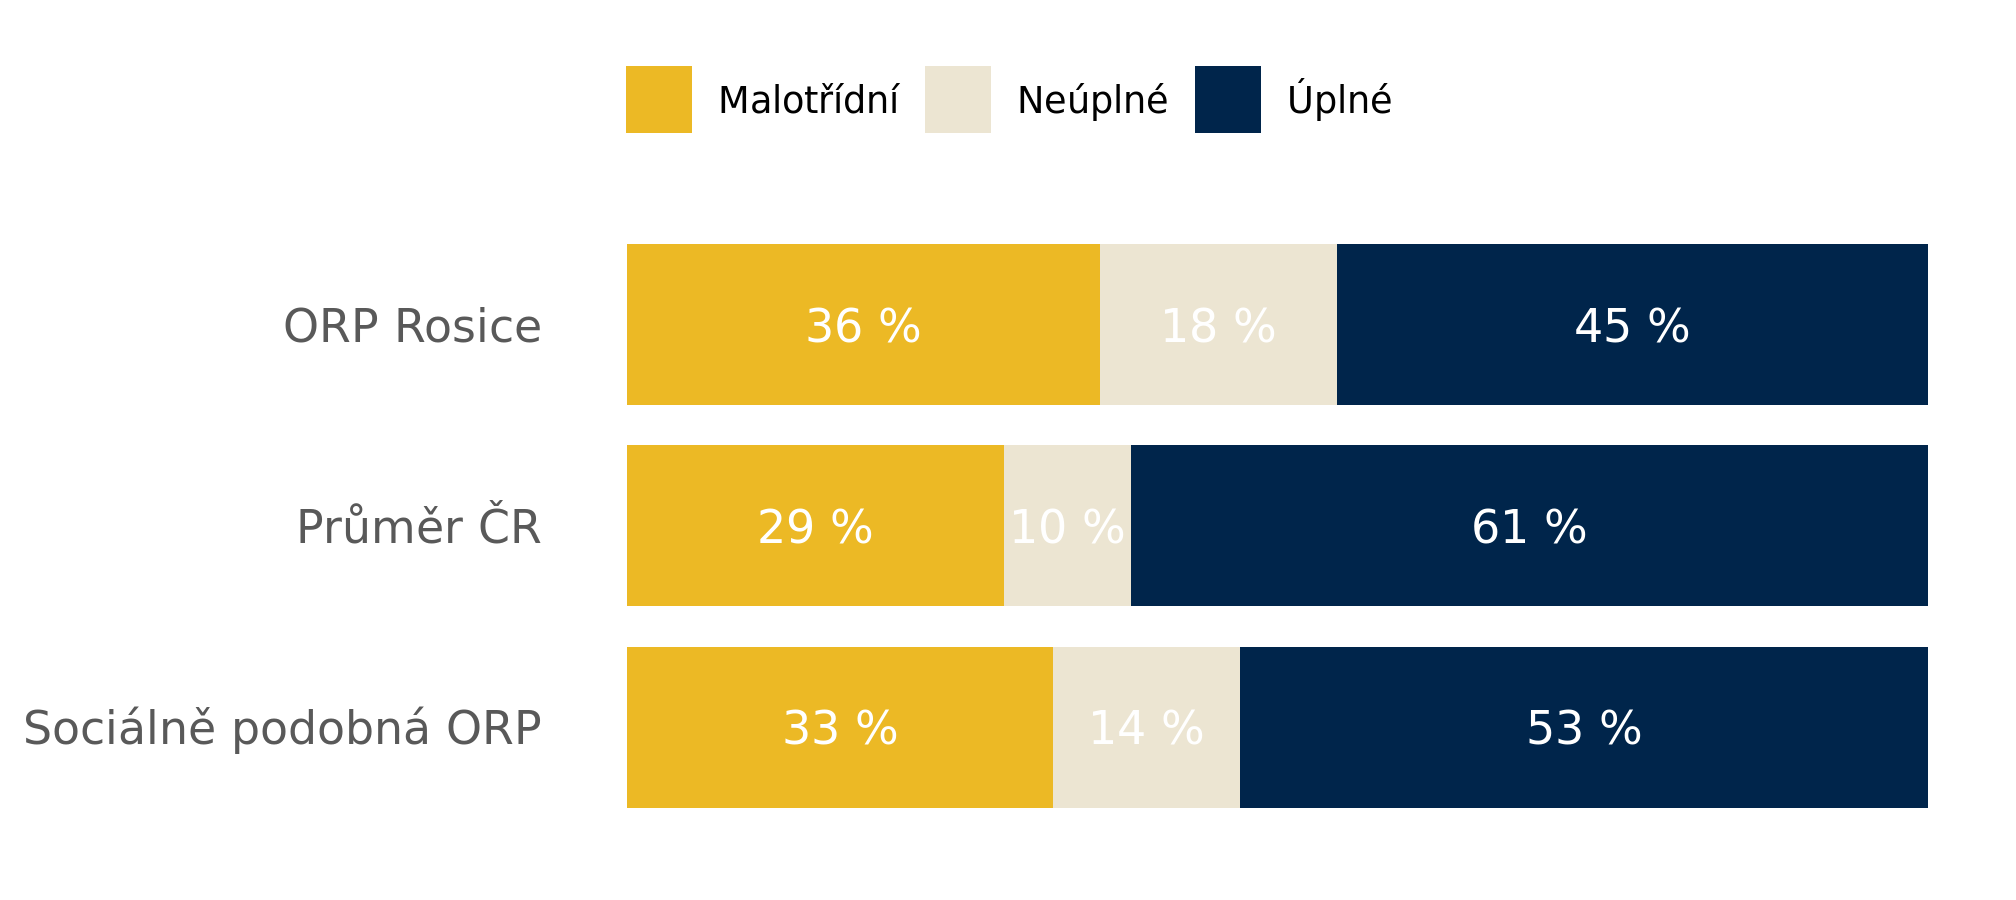 Malotřídní Neúplné Úplné
ORP Rosice 36 % 18 % 45 %
Průměr ČR 29 % 10 % 61 %
Sociálně podobná ORP 33 % 14 % 53 %